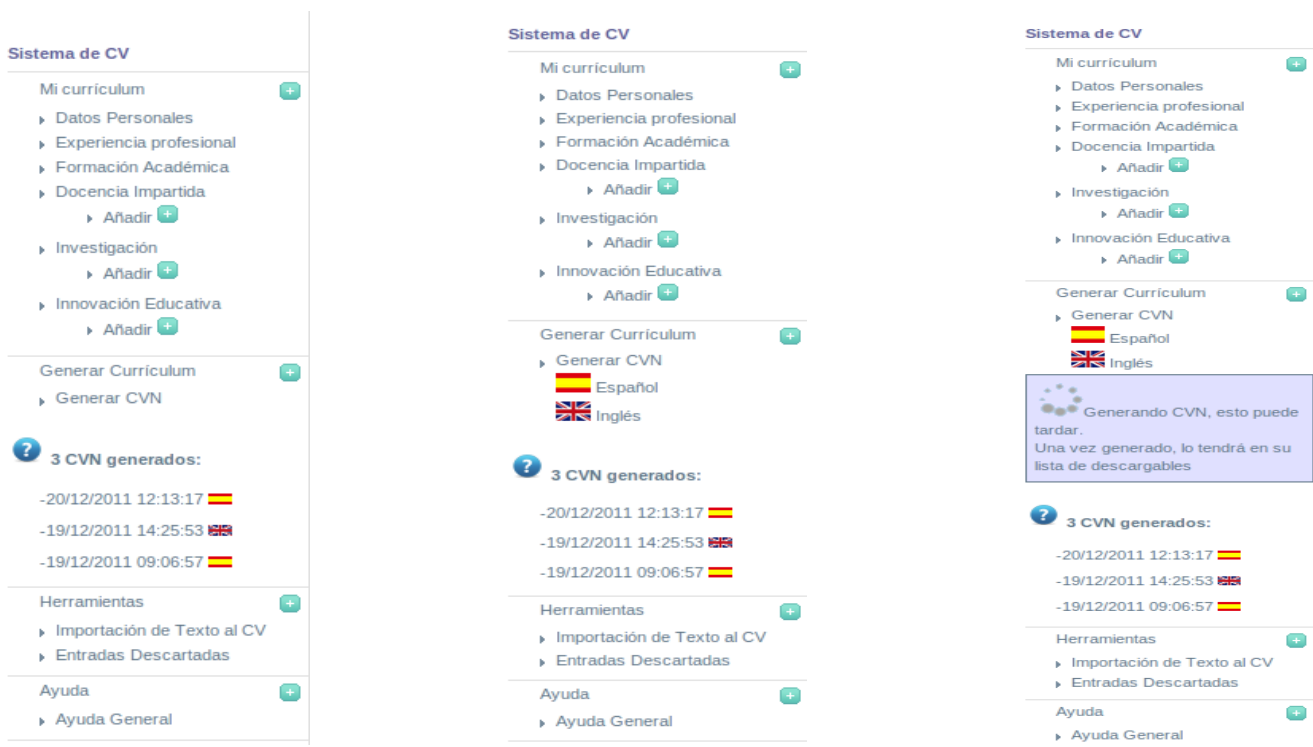 Sistema de CV
Mi currículum
Datos Personales
Experiencia profesional
Formación Académica
Docencia Impartida
Añadir
Investigación
Añadir
Innovación Educativa
Añadir
Generar Currículum
Generar CVN
3 CVN generados:
-20/12/2011 12:13:17
-19/12/2011 14:25:53
-19/12/2011 09:06:57
Herramientas
Importación de Texto al CV
Entradas Descartadas
Ayuda
Ayuda General
Sistema de CV
Mi currículum
Datos Personales
Experiencia profesional
Formación Académica
Docencia Impartida
Añadir
Investigación
Añadir
Innovación Educativa
Añadir
Generar Currículum
Generar CVN
Español
Inglés
3 CVN generados:
-20/12/2011 12:13:17
-19/12/2011 14:25:53
-19/12/2011 09:06:57
Herramientas
Importación de Texto al CV
Entradas Descartadas
Ayuda
Ayuda General
Sistema de CV
Mi currículum
Datos Personales
Experiencia profesional
Formación Académica
Docencia Impartida
Añadir
Investigación
Añadir
Innovación Educativa
Añadir
Generar Currículum
Generar CVN
Español
Inglés
Generando CVN, esto puede
tardar.
Una vez generado, lo tendrá en su
lista de descargables
3 CVN generados:
-20/12/2011 12:13:17
-19/12/2011 14:25:53
-19/12/2011 09:06:57
Herramientas
Importación de Texto al CV
Entradas Descartadas
Ayuda
Ayuda General